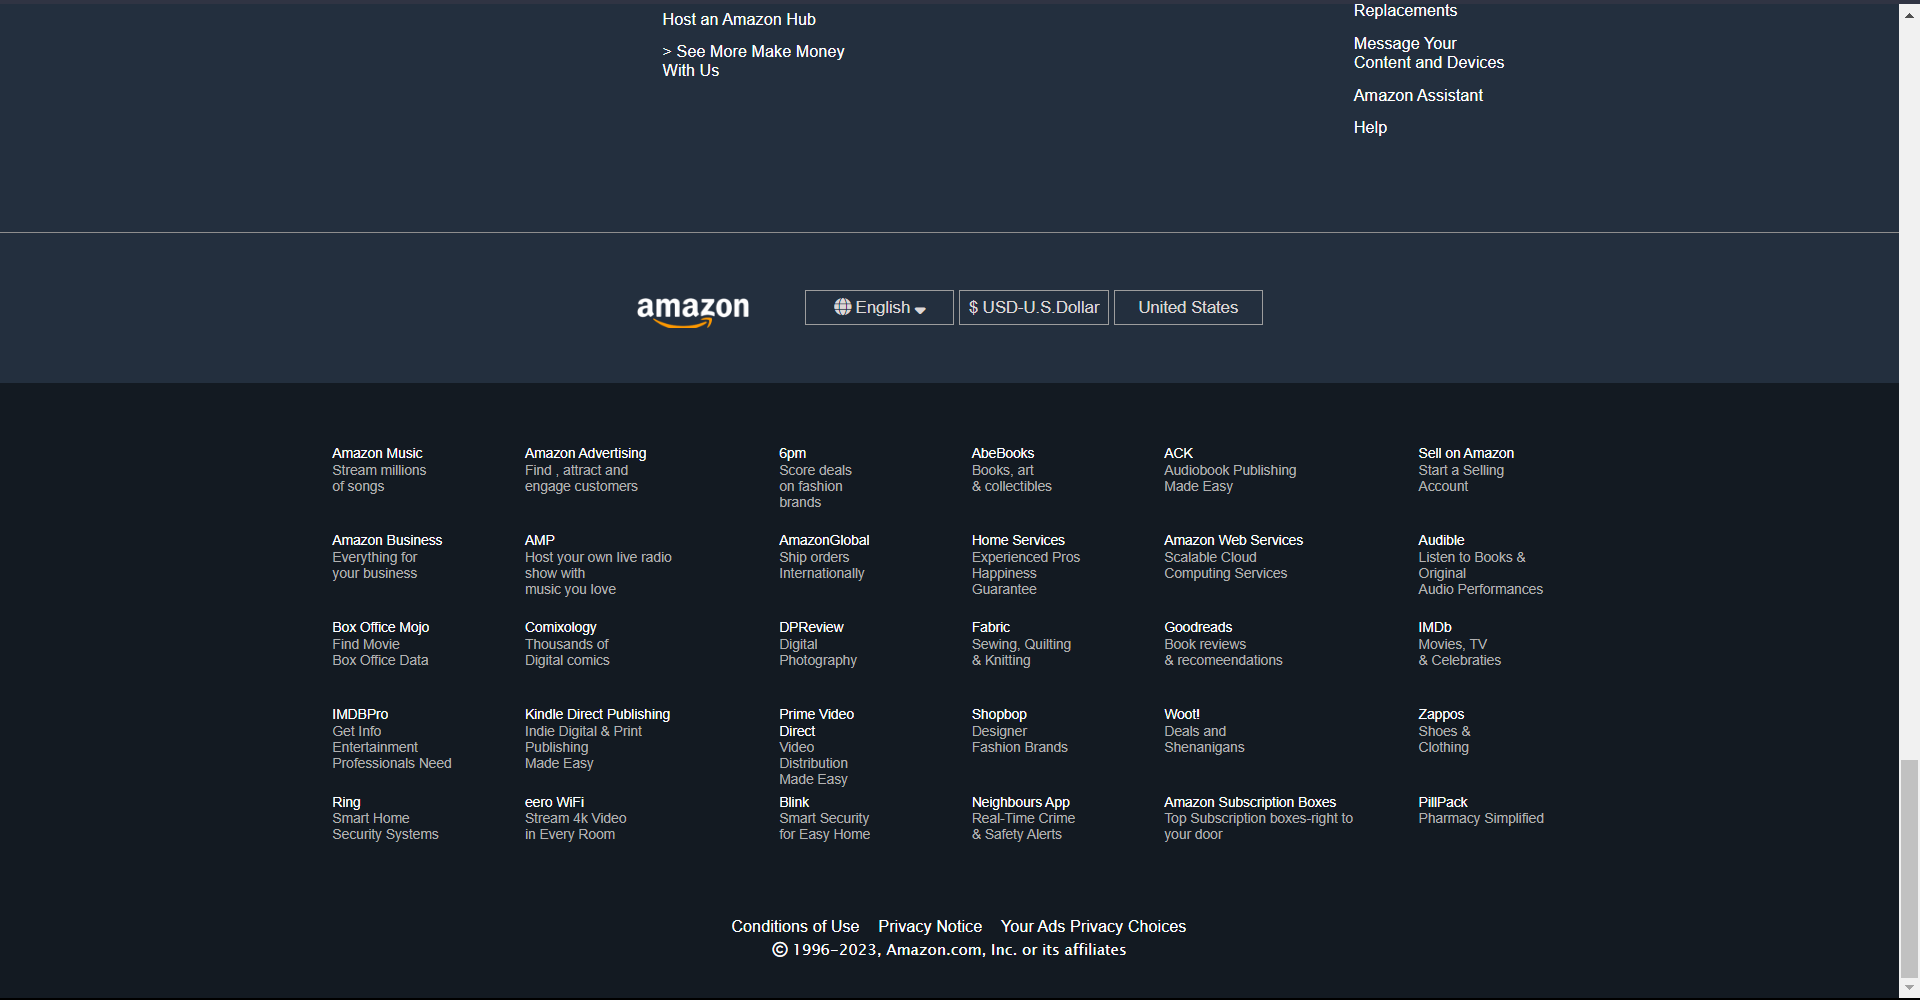 Host an Amazon Hub
> See More Make Money
With Us
Replacements
Message Your
Content and Devices
Amazon Assistant
Help
amazon
English
$ USD-U.S.Dollar
United States
Amazon Music
Stream millions
of songs
Amazon Advertising
Find , attract and
engage customers
6pm
Score deals
on fashion
brands
AbeBooks
Books, art
& collectibles
ACK
Audiobook Publishing
Made Easy
Sell on Amazon
Start a Selling
Account
Amazon Business
Everything for
your business
AMP
Host your own live radio
show with
music you love
AmazonGlobal
Ship orders
Internationally
Home Services
Experienced Pros
Happiness
Guarantee
Amazon Web Services
Scalable Cloud
Computing Services
Audible
Listen to Books &
Original
Audio Performances
Box Office Mojo
Find Movie
Box Office Data
Comixology
Thousands of
Digital comics
DPReview
Digital
Photography
Fabric
Sewing, Quilting
& Knitting
Goodreads
Book reviews
& recomeendations
IMDb
Movies, TV
& Celebraties
IMDBPro
Get Info
Entertainment
Professionals Need
Kindle Direct Publishing
Indie Digital & Print
Publishing
Made Easy
Prime Video
Direct
Video
Distribution
Made Easy
Shopbop
Designer
Fashion Brands
Woot!
Deals and
Shenanigans
Zappos
Shoes &
Clothing
Ring
Smart Home
Security Systems
eero WiFi
Stream 4k Video
in Every Room
Blink
Smart Security
for Easy Home
Neighbours App
Real-Time Crime
& Safety Alerts
Amazon Subscription Boxes
Top Subscription boxes-right to
your door
PillPack
Pharmacy Simplified
Conditions of Use Privacy Notice Your Ads Privacy Choices
© 1996-2023, Amazon.com, Inc. or its affiliates